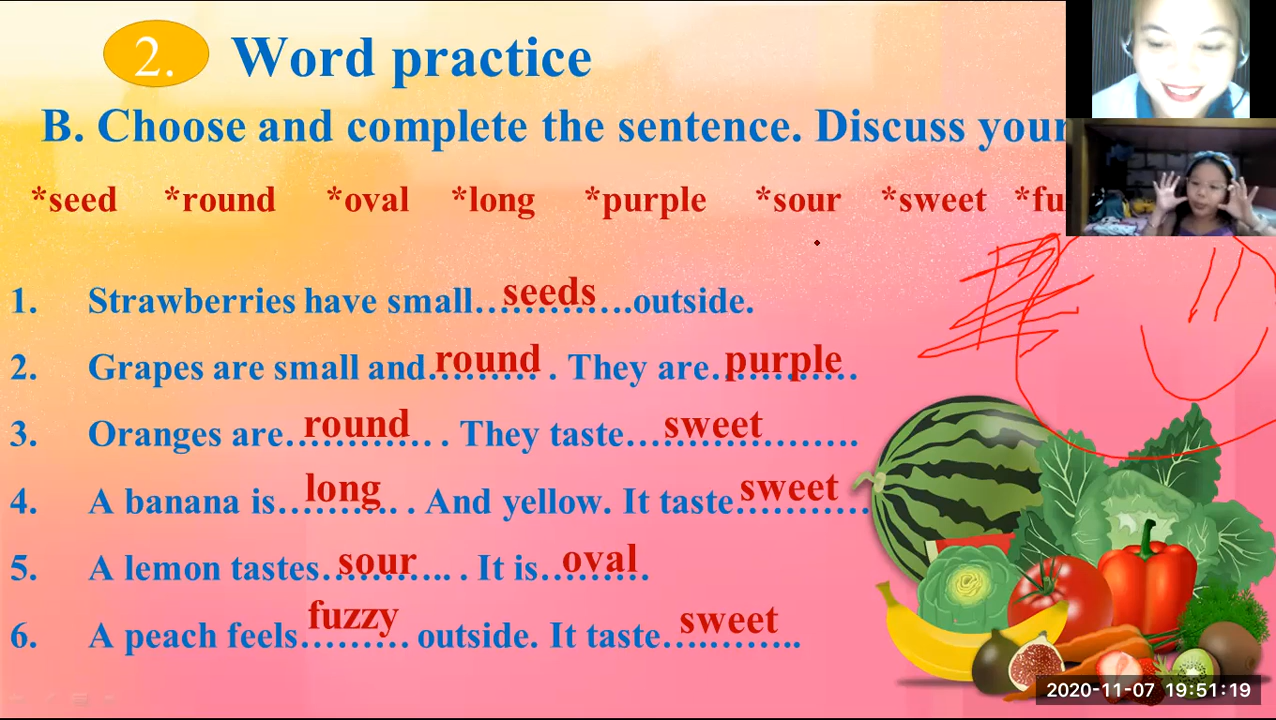 2. Word practice
B. Choose and complete the sentence. Discuss your
*seed *round *oval *long *purple *sour *sweet *fu
1. Strawberries have small....seeds....outside.
2. Grapes are small and....round.... . They are....purple....
3. Oranges are....round.... . They taste....sweet....
4. A banana is....long.... . And yellow. It taste....sweet....
5. A lemon tastes....sour.... . It is....oval....
6. A peach feels....fuzzy.... outside. It taste....sweet....
2020-11-07 19:51:19